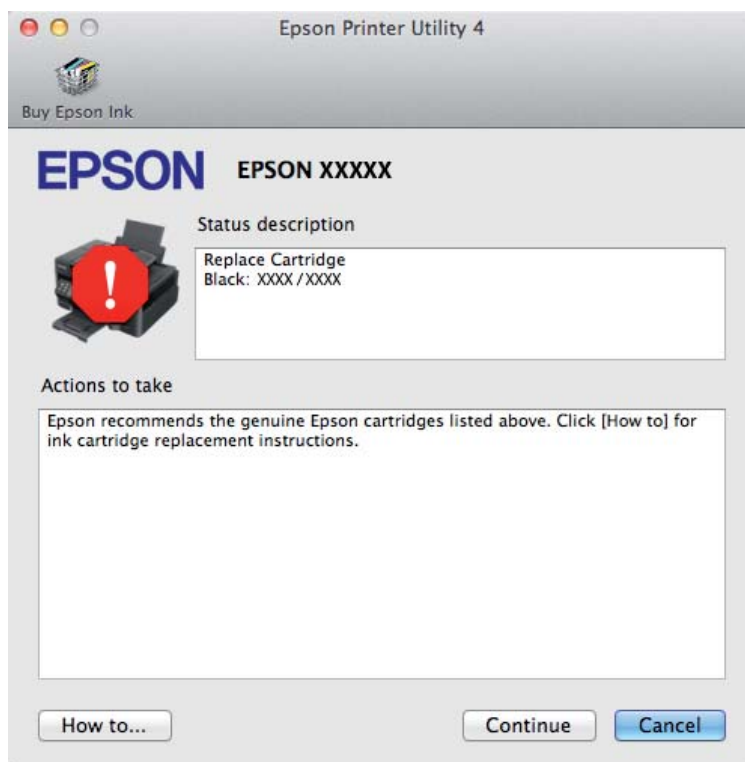 Epson Printer Utility 4
Buy Epson Ink
EPSON EPSON XXXXX
Status description
Replace Cartridge
Black: XXXX/XXXX
!
Actions to take
Epson recommends the genuine Epson cartridges listed above. Click [How to] for
ink cartridge replacement instructions.
How to... Continue Cancel